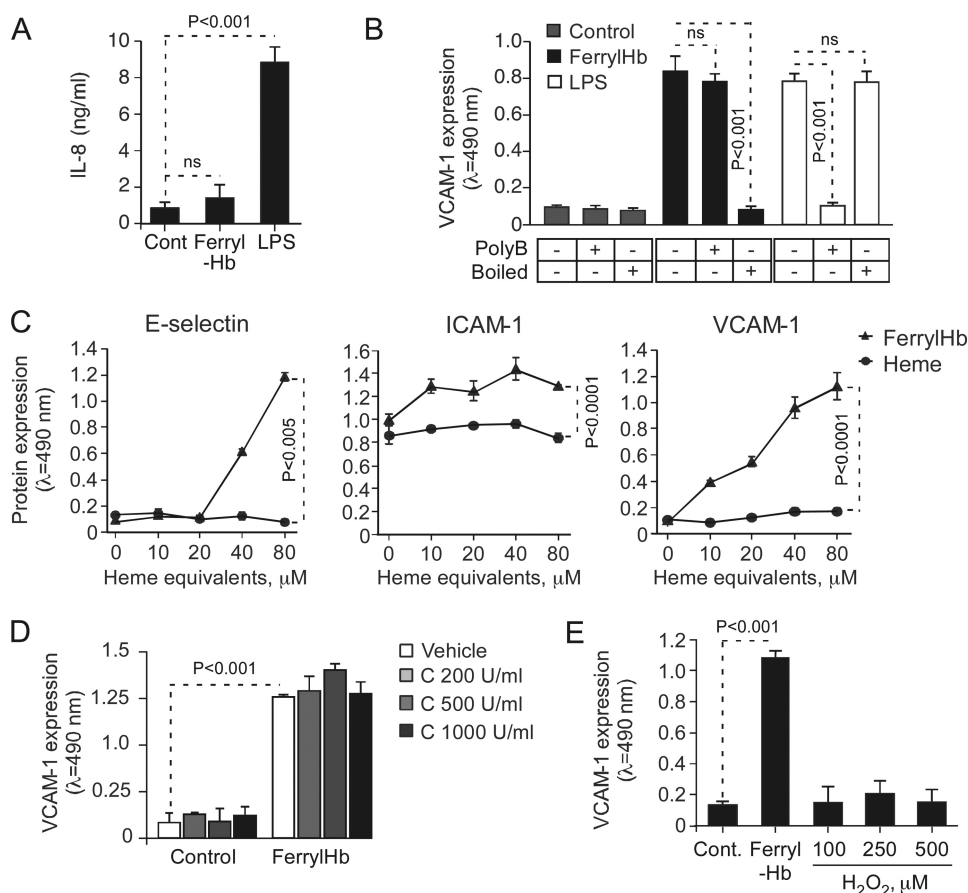 A
P<0.001
IL-8 (ng/ml)
10
8
6
4
2
0
ns
Cont Ferryl LPS
-Hb
B
Control
FerrylHb
LPS
VCAM-1 expression
(λ=490 nm)
1.0
0.8
0.6
0.4
0.2
0
ns
P<0.001
ns
P<0.001
PolyB - + - - + - - + -
Boiled - - + - - + - - +
C
E-selectin
ICAM-1
VCAM-1
FerrylHb
Heme
Protein expression
(λ=490 nm)
1.4
1.2
1.0
0.8
0.6
0.4
0.2
0
P<0.005
0 10 20 40 80
Heme equivalents, μM
1.6
1.4
1.2
1.0
0.8
0.6
0.4
0.2
0
P<0.0001
0 10 20 40 80
Heme equivalents, μM
1.4
1.2
1.0
0.8
0.6
0.4
0.2
0
P<0.0001
0 10 20 40 80
Heme equivalents, μM
D
VCAM-1 expression
(λ=490 nm)
1.5
1.25
1.0
0.25
0
P<0.001
Control FerrylHb
Vehicle
C 200 U/ml
C 500 U/ml
C 1000 U/ml
E
VCAM-1 expression
(λ=490 nm)
1.2
1.0
0.8
0.6
0.4
0.2
0
P<0.001
Cont. Ferryl 100 250 500
-Hb
H₂O₂, μM